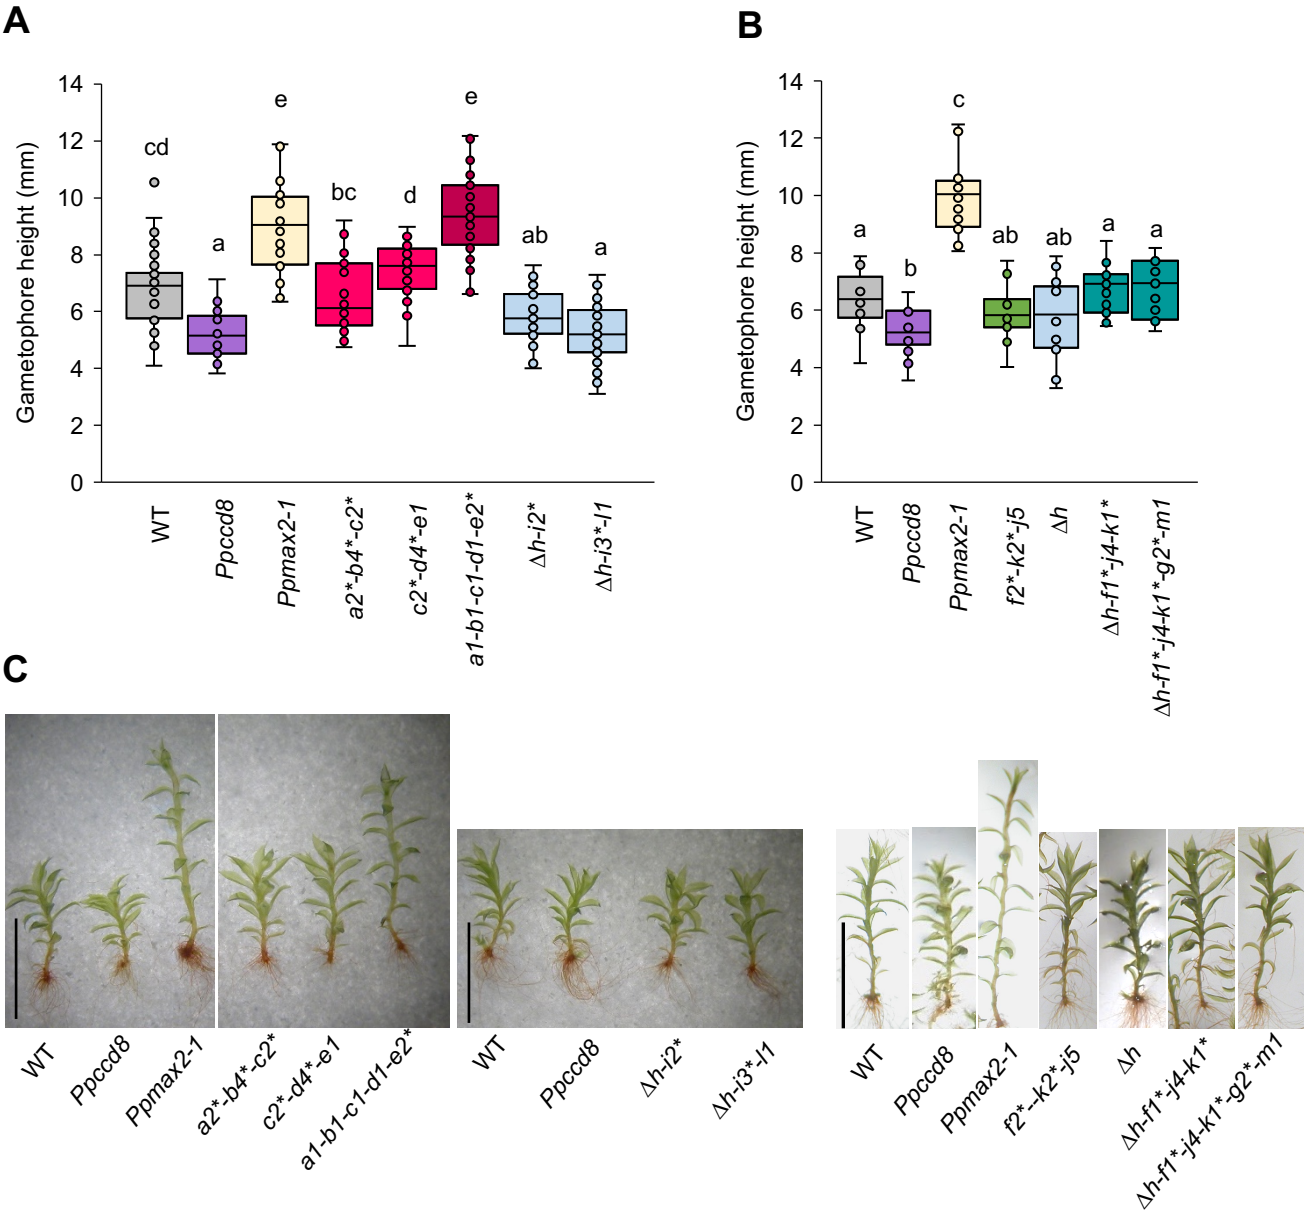 A
B
14
12
10
8
6
4
2
0
Gametophore height (mm)
cd
a
e
bc
d
e
ab
a
WT
Ppccd8
Ppmax2-1
a2*-b4*-c2*
c2*-d4*-e1
a1-b1-c1-d1-e2*
Δh-i2*
Δh-i3*-l1
14
12
10
8
6
4
2
0
Gametophore height (mm)
a
b
c
ab
ab
a
a
WT
Ppccd8
Ppmax2-1
f2*-k2*-j5
Δh
Δh-f1*-j4-k1*
Δh-f1*-j4-k1*-g2*-m1
C
WT
Ppccd8
Ppmax2-1
a2*-b4*-c2*
c2*-d4*-e1
a1-b1-c1-d1-e2*
WT
Ppccd8
Δh-i2*
Δh-i3*-l1
WT
Ppccd8
Ppmax2-1
f2*--k2*-j5
Δh
Δh-f1*-j4-k1*
Δh-f1*-j4-k1*-g2*-m1